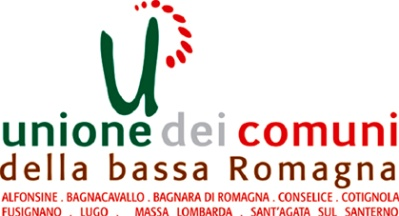 unione dei comuni
della bassa Romagna
ALFONSINE . BAGNACAVALLO . BAGNARA DI ROMAGNA . CONSELICE . COTIGNOLA
FUSIGNANO . LUGO . MASSA LOMBARDA . SANT'AGATA SUL SANTERNO